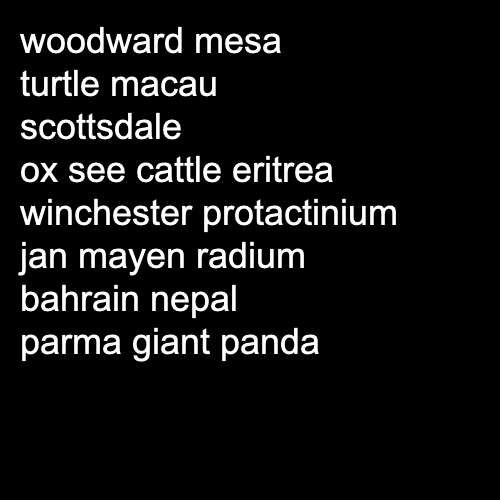 woodward mesa
turtle macau
scottsdale
ox see cattle eritrea
winchester protactinium
jan mayen radium
bahrain nepal
parma giant panda